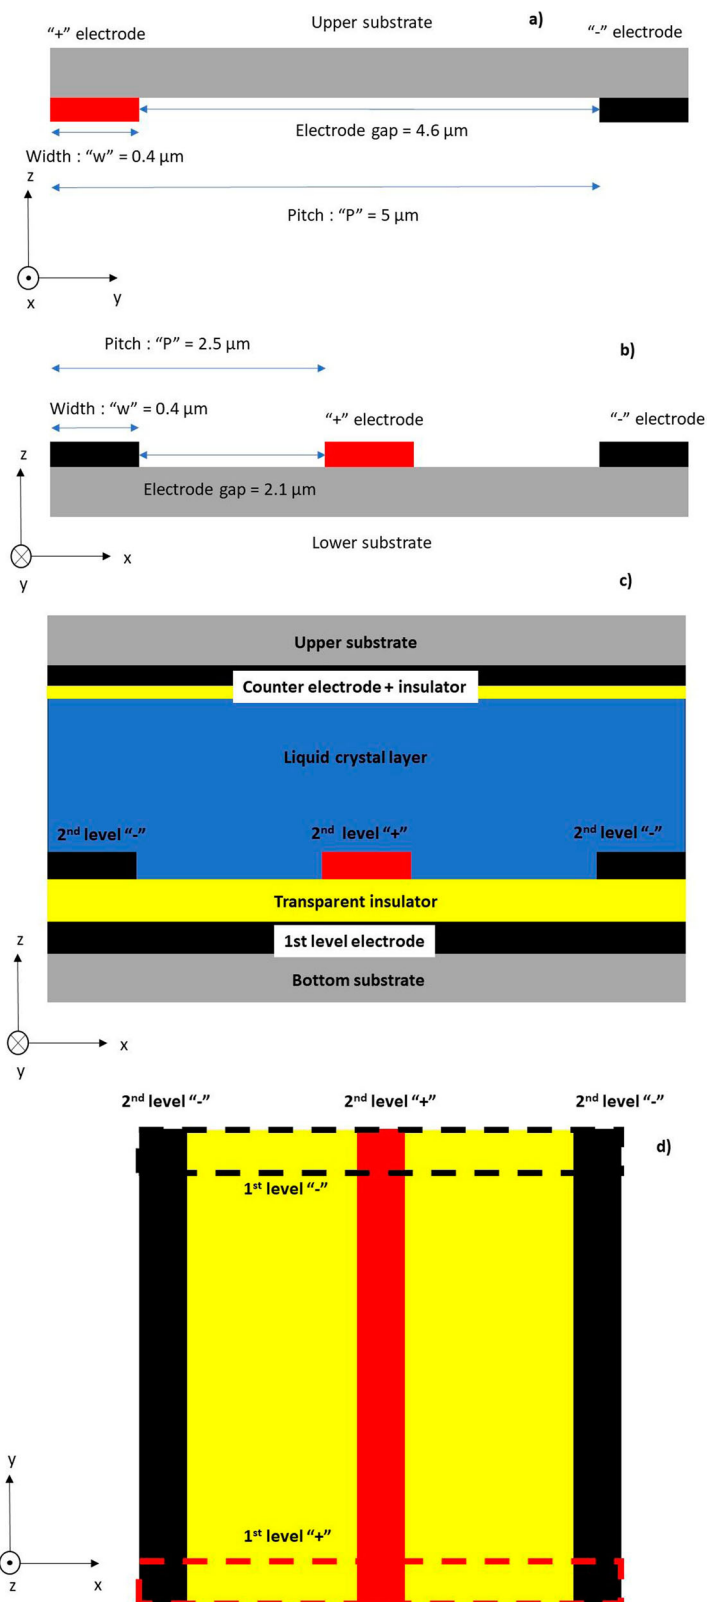 Upper substrate
a)
“+” electrode
“-” electrode
Electrode gap = 4.6 µm
Width : “w” = 0.4 µm
z
Pitch : “P” = 5 µm
x
y
Pitch : “P” = 2.5 µm
b)
Width : “w” = 0.4 µm
“+” electrode
“-” electrode
z
Electrode gap = 2.1 µm
Lower substrate
x
y
c)
Upper substrate
Counter electrode + insulator
Liquid crystal layer
2nd level “-”
2nd level “+”
2nd level “-”
Transparent insulator
1st level electrode
z
Bottom substrate
x
y
2nd level “-”
2nd level “+”
2nd level “-”
d)
1st level “-”
y
1st level “+”
z
x